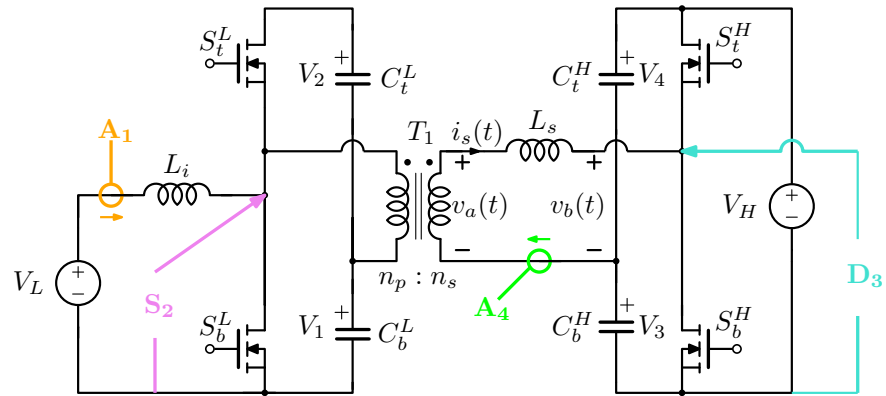 S_t^L
V_2
C_t^L
C_t^H
V_4
S_t^H
A_1
L_i
T_1
i_s(t)
L_s
v_a(t)
v_b(t)
V_H
V_L
S_2
n_p : n_s
A_4
D_3
S_b^L
V_1
C_b^L
C_b^H
V_3
S_b^H